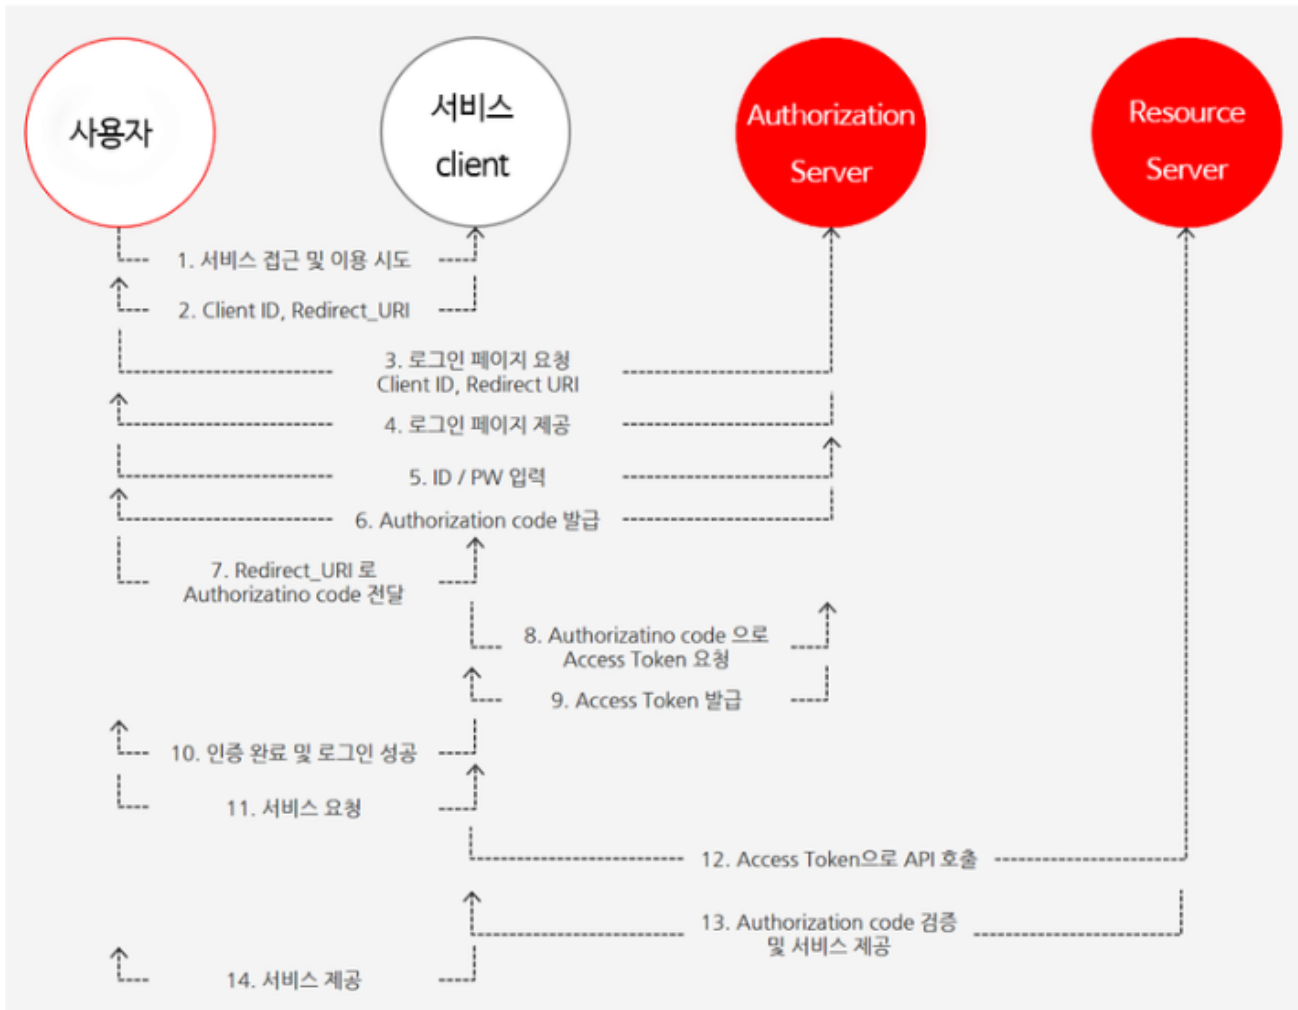 사용자
서비스
client
Authorization
Server
Resource
Server
1. 서비스 접근 및 이용 시도
2. Client ID, Redirect_URI
3. 로그인 페이지 요청
Client ID, Redirect URI
4. 로그인 페이지 제공
5. ID / PW 입력
6. Authorization code 발급
7. Redirect_URI 로
Authorizatino code 전달
8. Authorizatino code 으로
Access Token 요청
9. Access Token 발급
10. 인증 완료 및 로그인 성공
11. 서비스 요청
12. Access Token으로 API 호출
13. Authorization code 검증
및 서비스 제공
14. 서비스 제공